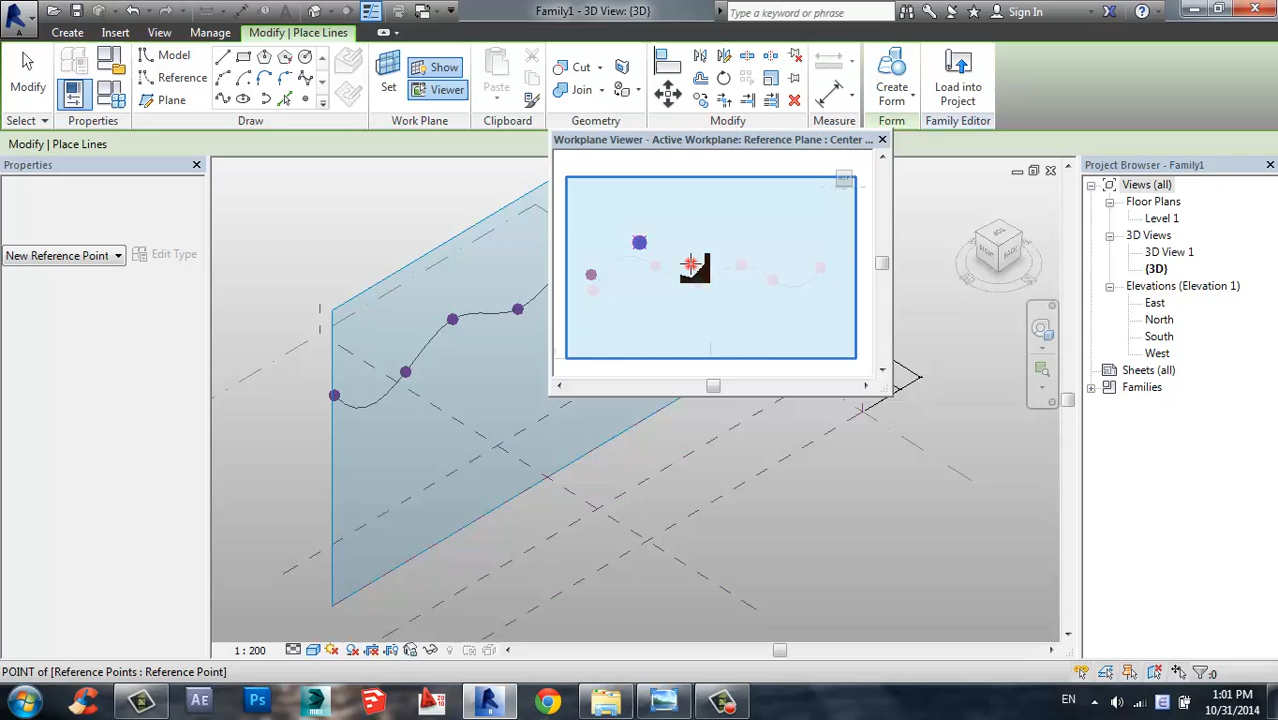 Family1 - 3D View: {3D}
Type a keyword or phrase
Sign In
Create
Insert
View
Manage
Modify | Place Lines
Modify
Model
Reference
Plane
Set
Show
Viewer
Paste
Cut
Join
Create Form
Load into Project
Select
Properties
Draw
Work Plane
Clipboard
Geometry
Modify
Measure
Form
Family Editor
Modify | Place Lines
Workplane Viewer - Active Workplane: Reference Plane : Center ...
Properties
New Reference Point
Edit Type
Project Browser - Family1
Views (all)
Floor Plans
Level 1
3D Views
3D View 1
{3D}
Elevations (Elevation 1)
East
North
South
West
Sheets (all)
Families
1 : 200
POINT of [Reference Points : Reference Point]
:0
Ae
Ps
EN
1:01 PM
10/31/2014